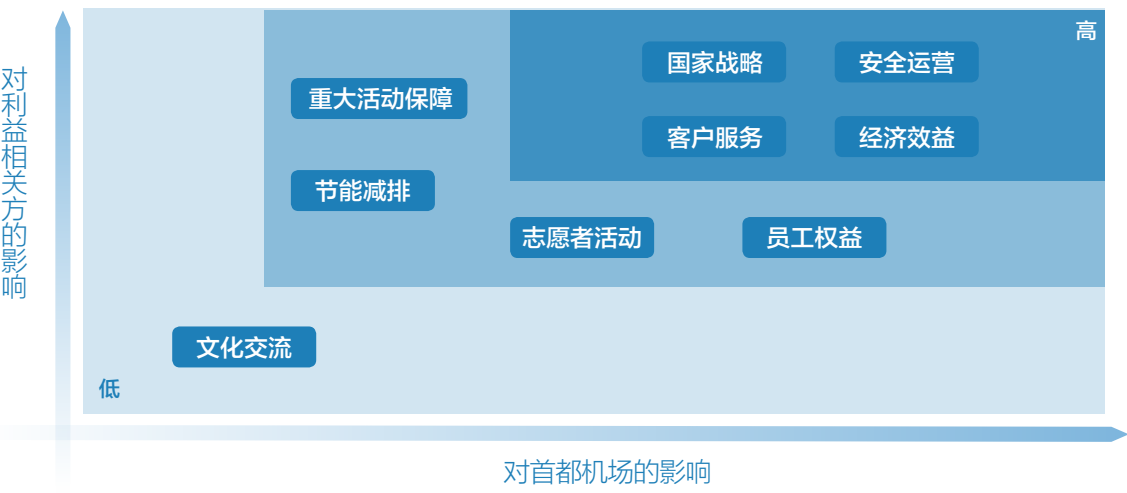 对利益相关方的影响
高
国家战略
安全运营
重大活动保障
客户服务
经济效益
节能减排
志愿者活动
员工权益
文化交流
低
对首都机场的影响